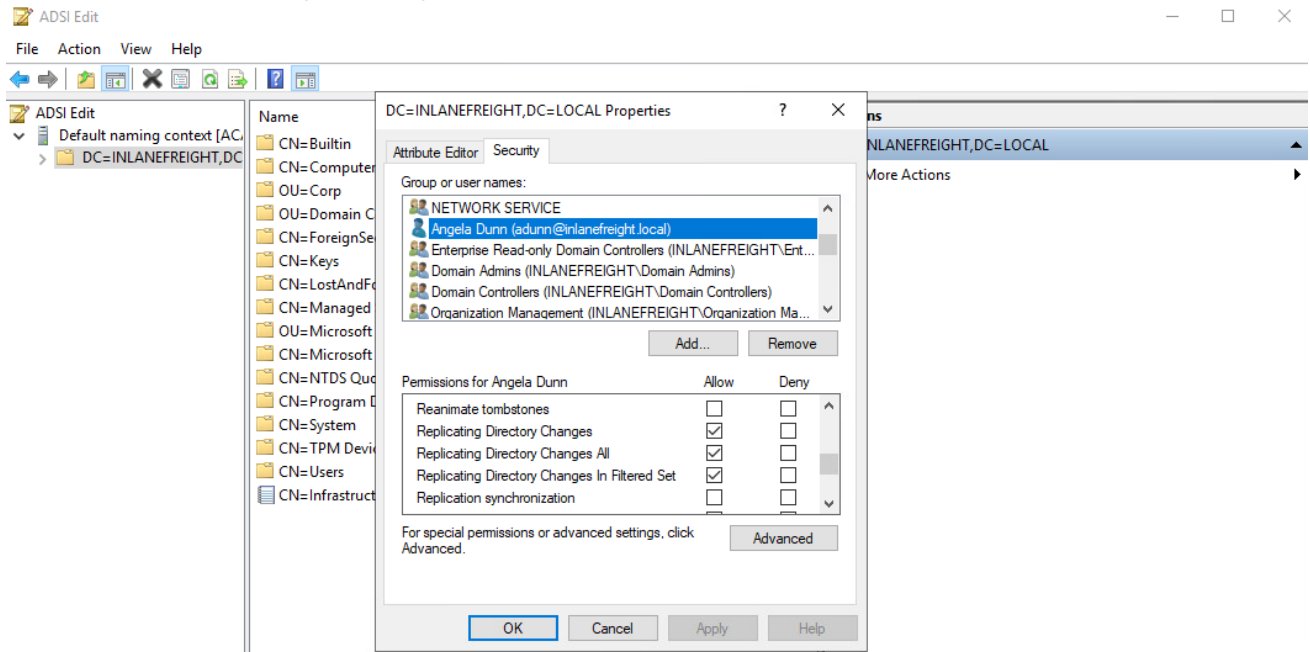 ADSI Edit
File Action View Help
ADSI Edit
Default naming context [AC
DC=INLANEFREIGHT,DC
Name
CN=Builtin
CN=Computer
OU=Corp
OU=Domain C
CN=ForeignSe
CN=Keys
CN=LostAndF
CN=Managed
OU=Microsoft
CN=Microsoft
CN=NTDS Quo
CN=Program D
CN=System
CN=TPM Devi
CN=Users
CN=Infrastruct
DC=INLANEFREIGHT,DC=LOCAL Properties
? 
Attribute Editor Security
Group or user names:
NETWORK SERVICE
Angela Dunn (adunn@inlanefreight.local)
Enterprise Read-only Domain Controllers (INLANEFREIGHT\Ent...
Domain Admins (INLANEFREIGHT\Domain Admins)
Domain Controllers (INLANEFREIGHT\Domain Controllers)
Organization Management (INLANEFREIGHT\Organization Ma...
Add... Remove
Permissions for Angela Dunn Allow Deny
Reanimate tombstones
Replicating Directory Changes
Replicating Directory Changes All
Replicating Directory Changes In Filtered Set
Replication synchronization
For special permissions or advanced settings, click
Advanced.
Advanced
OK Cancel Apply Help
ns
NLANEFREIGHT,DC=LOCAL
More Actions